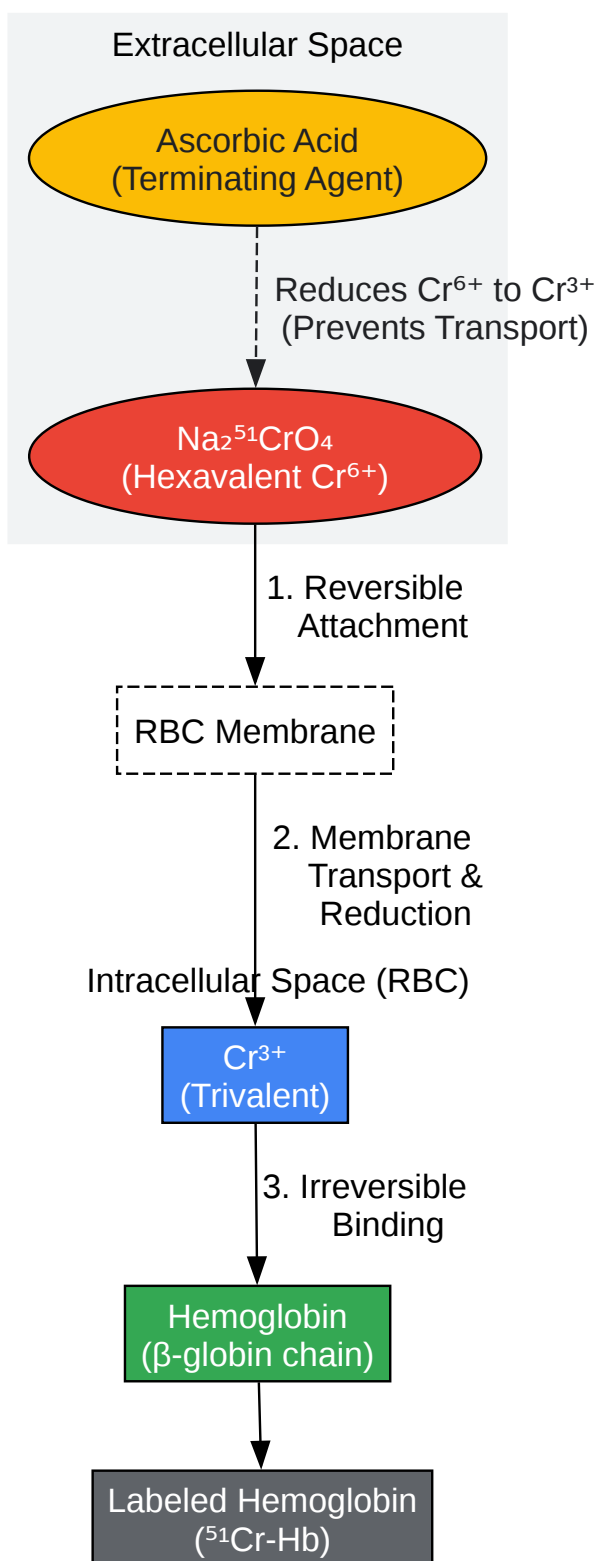 Extracellular Space
Ascorbic Acid
(Terminating Agent)
Reduces Cr⁶⁺ to Cr³⁺
(Prevents Transport)
Na₂⁵¹CrO₄
(Hexavalent Cr⁶⁺)
1. Reversible
Attachment
RBC Membrane
2. Membrane
Transport &
Reduction
Intracellular Space (RBC)
Cr³⁺
(Trivalent)
3. Irreversible
Binding
Hemoglobin
(β-globin chain)
Labeled Hemoglobin
(⁵¹Cr-Hb)